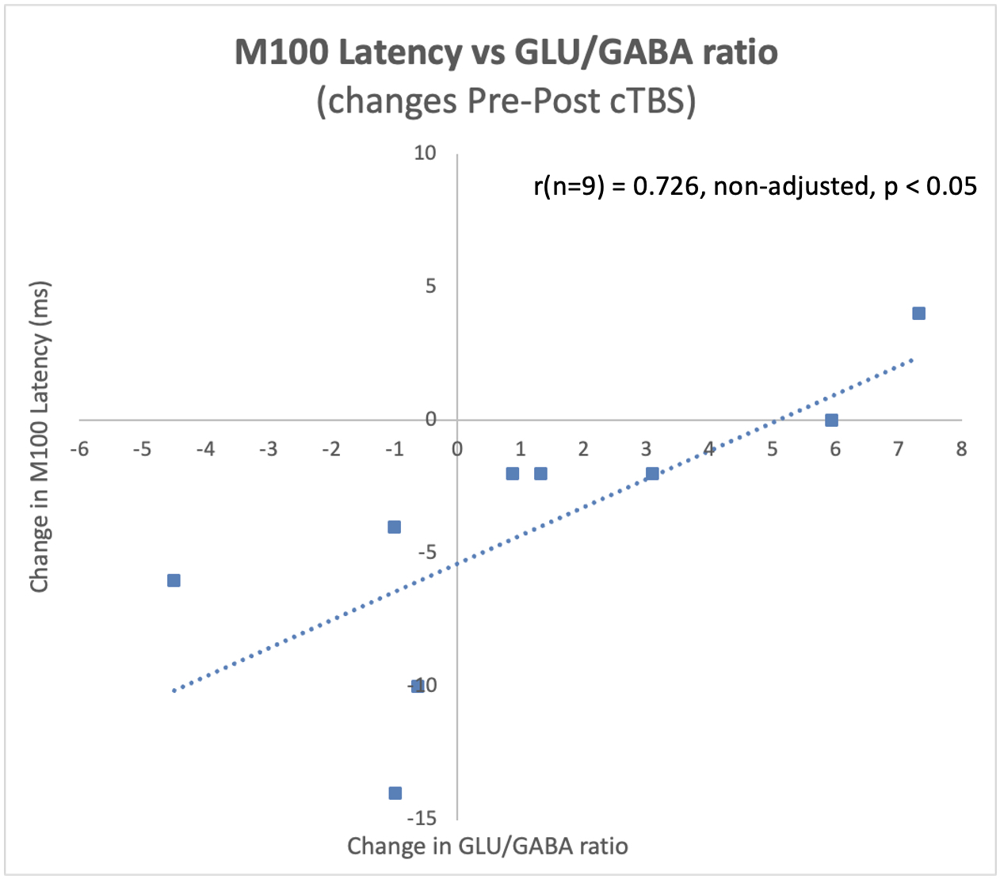 M100 Latency vs GLU/GABA ratio
(changes Pre-Post cTBS)
r(n=9) = 0.726, non-adjusted, p < 0.05
Change in M100 Latency (ms)
10
5
0
-5
-10
-15
-6 -5 -4 -3 -2 -1 0 1 2 3 4 5 6 7 8
Change in GLU/GABA ratio